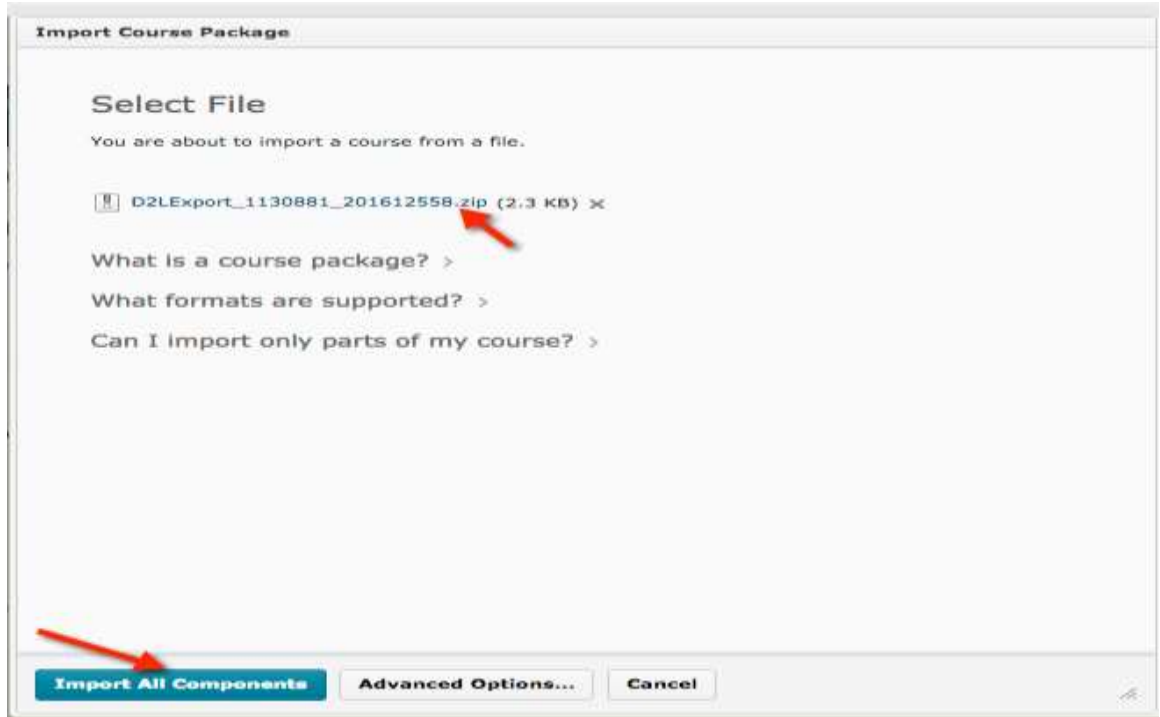 Import Course Package
Select File
You are about to import a course from a file.
D2LExport_1130881_201612558.zip (2.3 KB) ×
What is a course package? >
What formats are supported? >
Can I import only parts of my course? >
Import All Components Advanced Options... Cancel